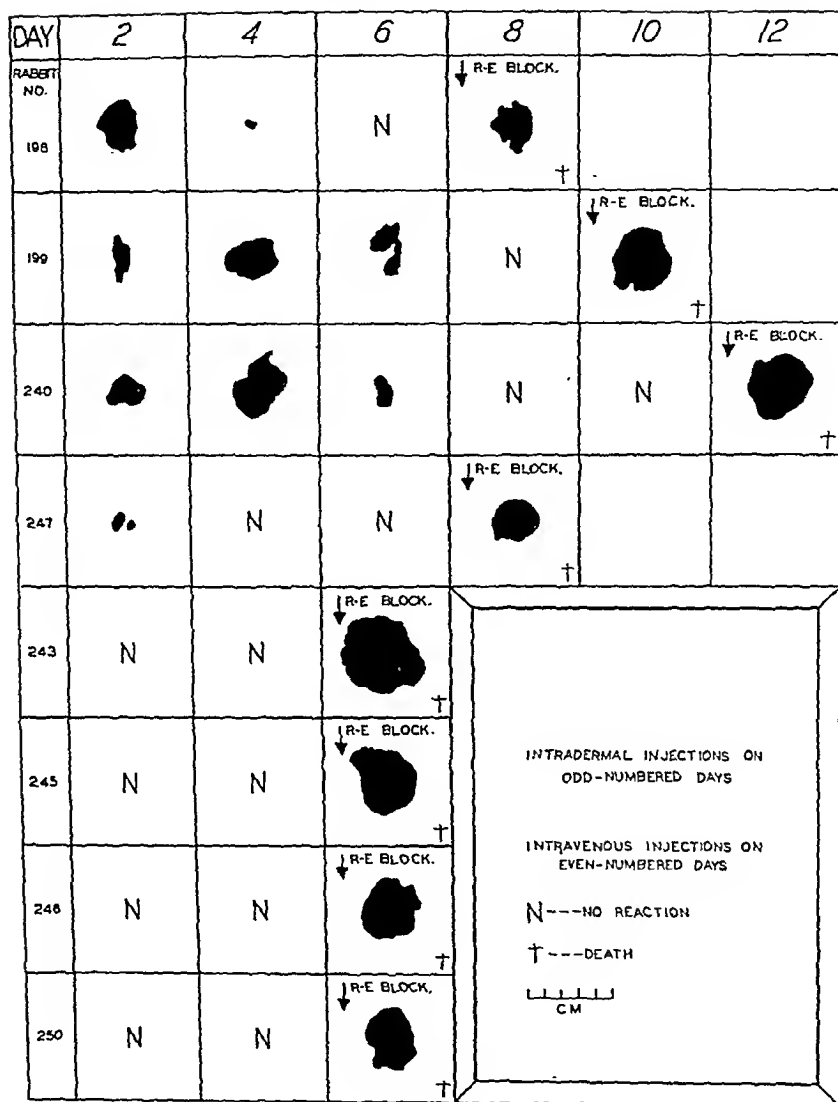 DAY 2 4 6 8 10 12
RABBIT
NO.
198 N ↓ R-E BLOCK. †
199 N ↓ R-E BLOCK. †
240 N N ↓ R-E BLOCK. †
247 N N ↓ R-E BLOCK. †
243 N N ↓ R-E BLOCK. †
245 N N ↓ R-E BLOCK. †
246 N N ↓ R-E BLOCK. †
250 N N ↓ R-E BLOCK. †
INTRADERMAL INJECTIONS ON
ODD-NUMBERED DAYS
INTRAVENOUS INJECTIONS ON
EVEN-NUMBERED DAYS
N---NO REACTION
†---DEATH
CM